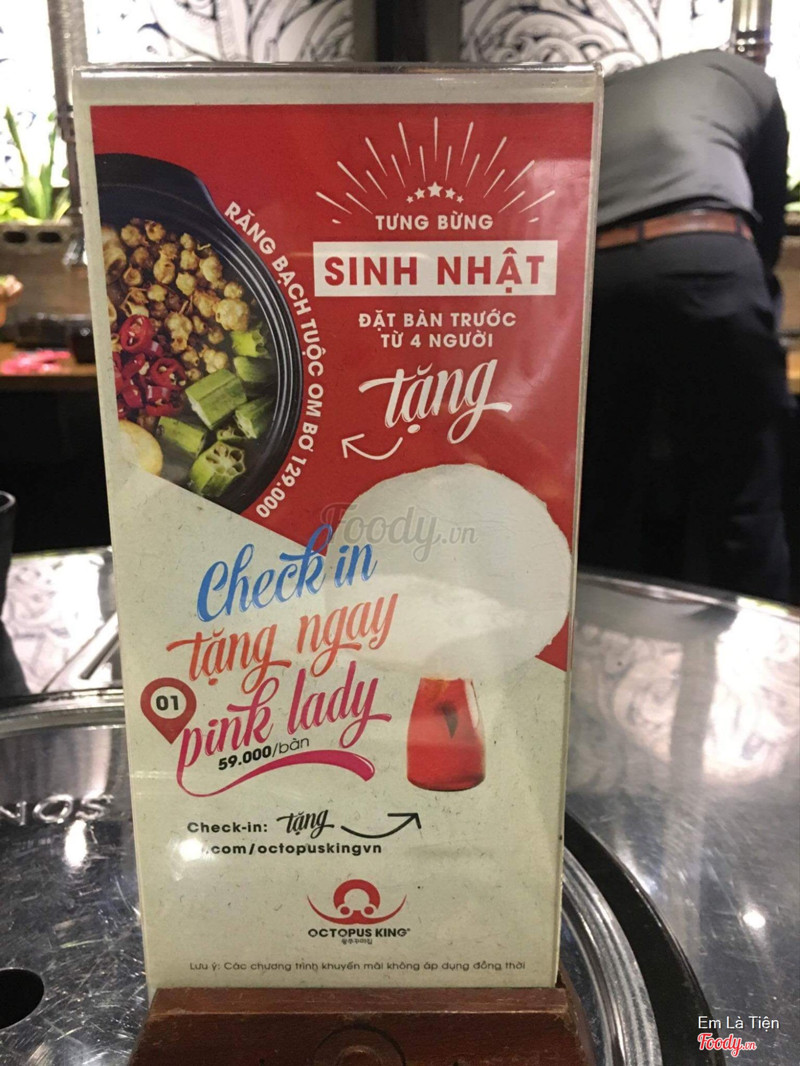 TƯNG BỪNG
SINH NHẬT
ĐẶT BÀN TRƯỚC
TỪ 4 NGƯỜI
tặng
RĂNG BẠCH TUỘC OM BƠ 129.000
Foody.vn
Check in
tặng ngay
01
pink lady
59.000/bàn
Check-in: tặng
.com/octopuskingvn
OCTOPUS KING
Lưu ý: Các chương trình khuyến mãi không áp dụng đồng thời
Em Là Tiện
Foody.vn